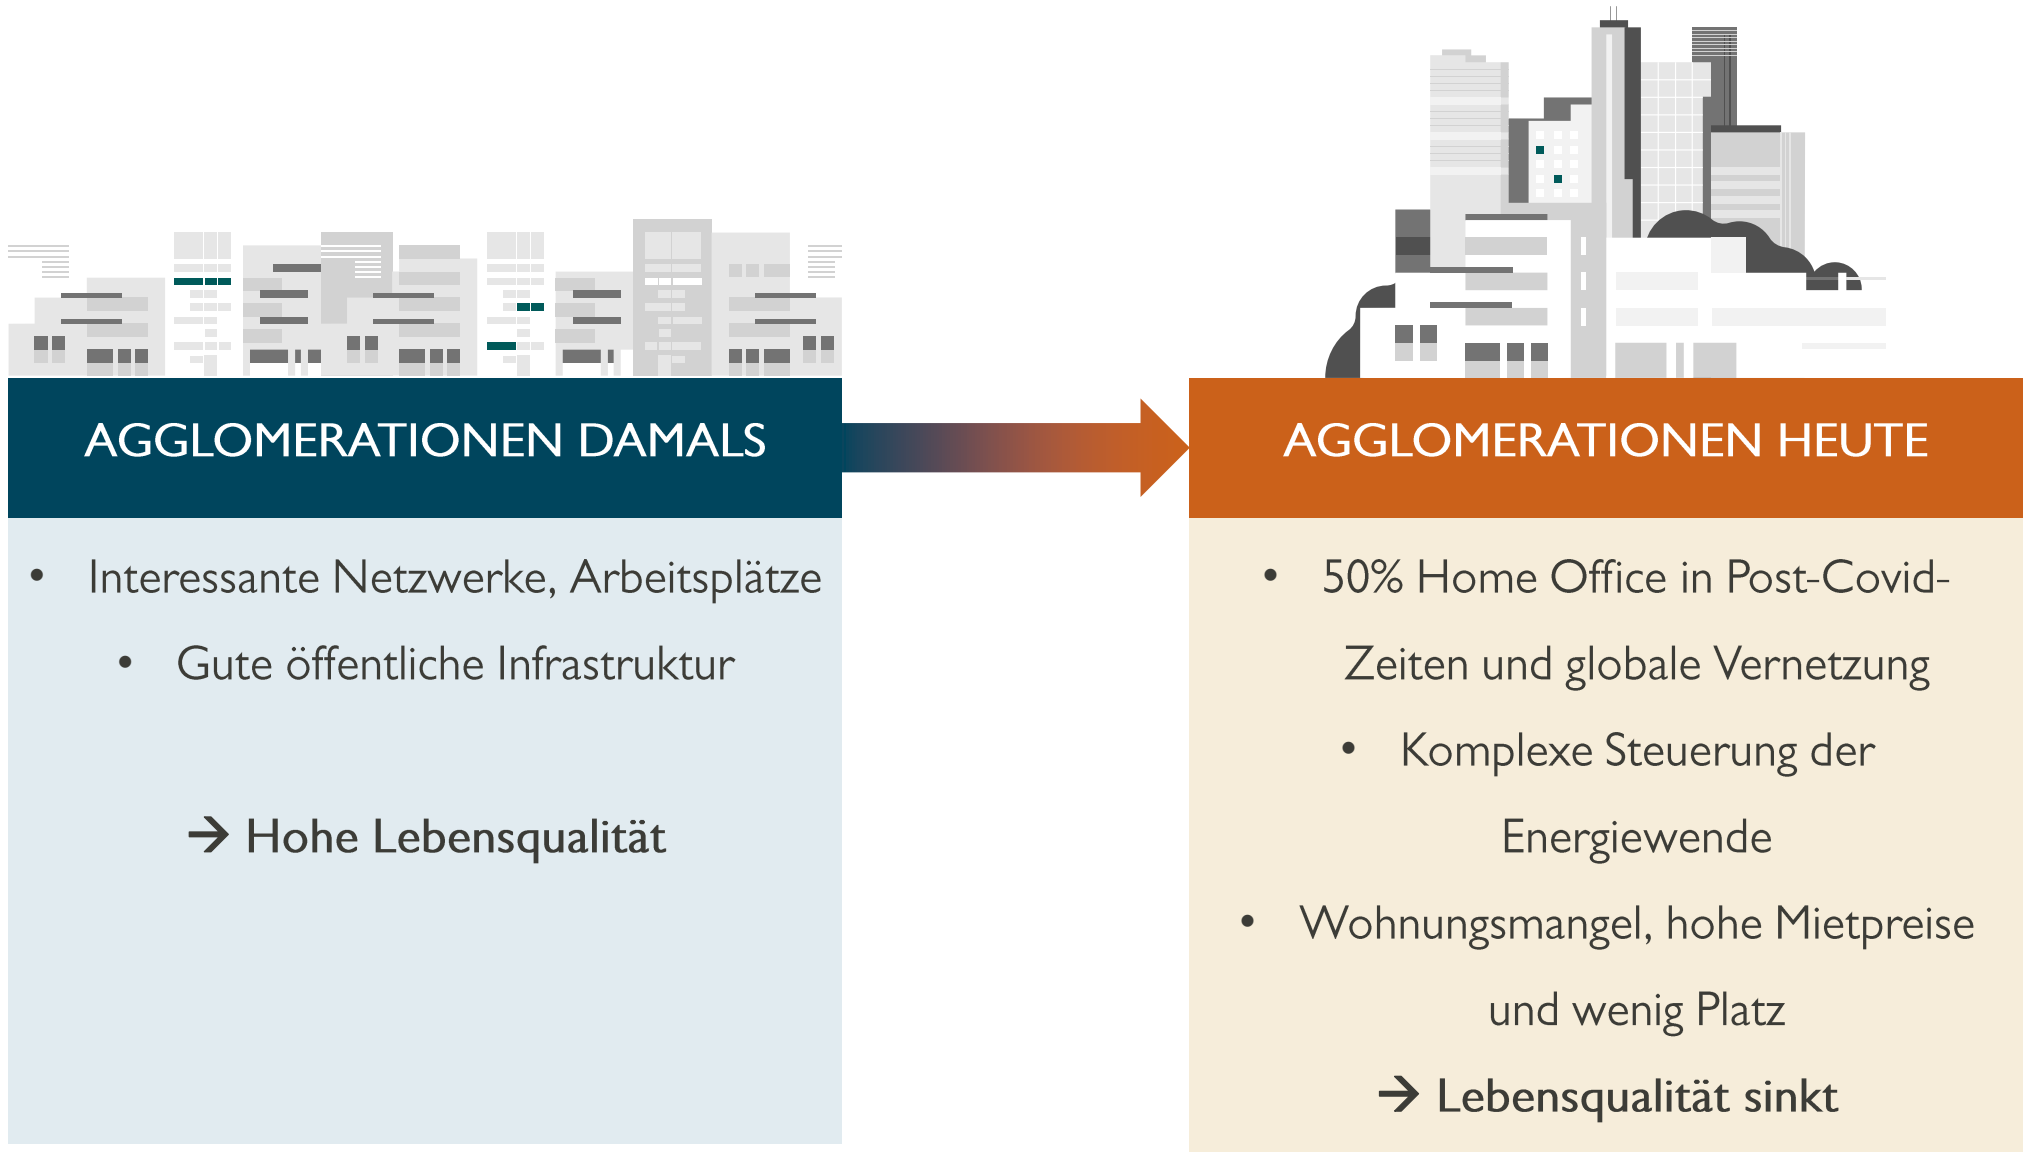 AGGLOMERATIONEN DAMALS
• Interessante Netzwerke, Arbeitsplätze
• Gute öffentliche Infrastruktur
→ Hohe Lebensqualität
AGGLOMERATIONEN HEUTE
• 50% Home Office in Post-Covid-
Zeiten und globale Vernetzung
• Komplexe Steuerung der
Energiewende
• Wohnungsmangel, hohe Mietpreise
und wenig Platz
→ Lebensqualität sinkt